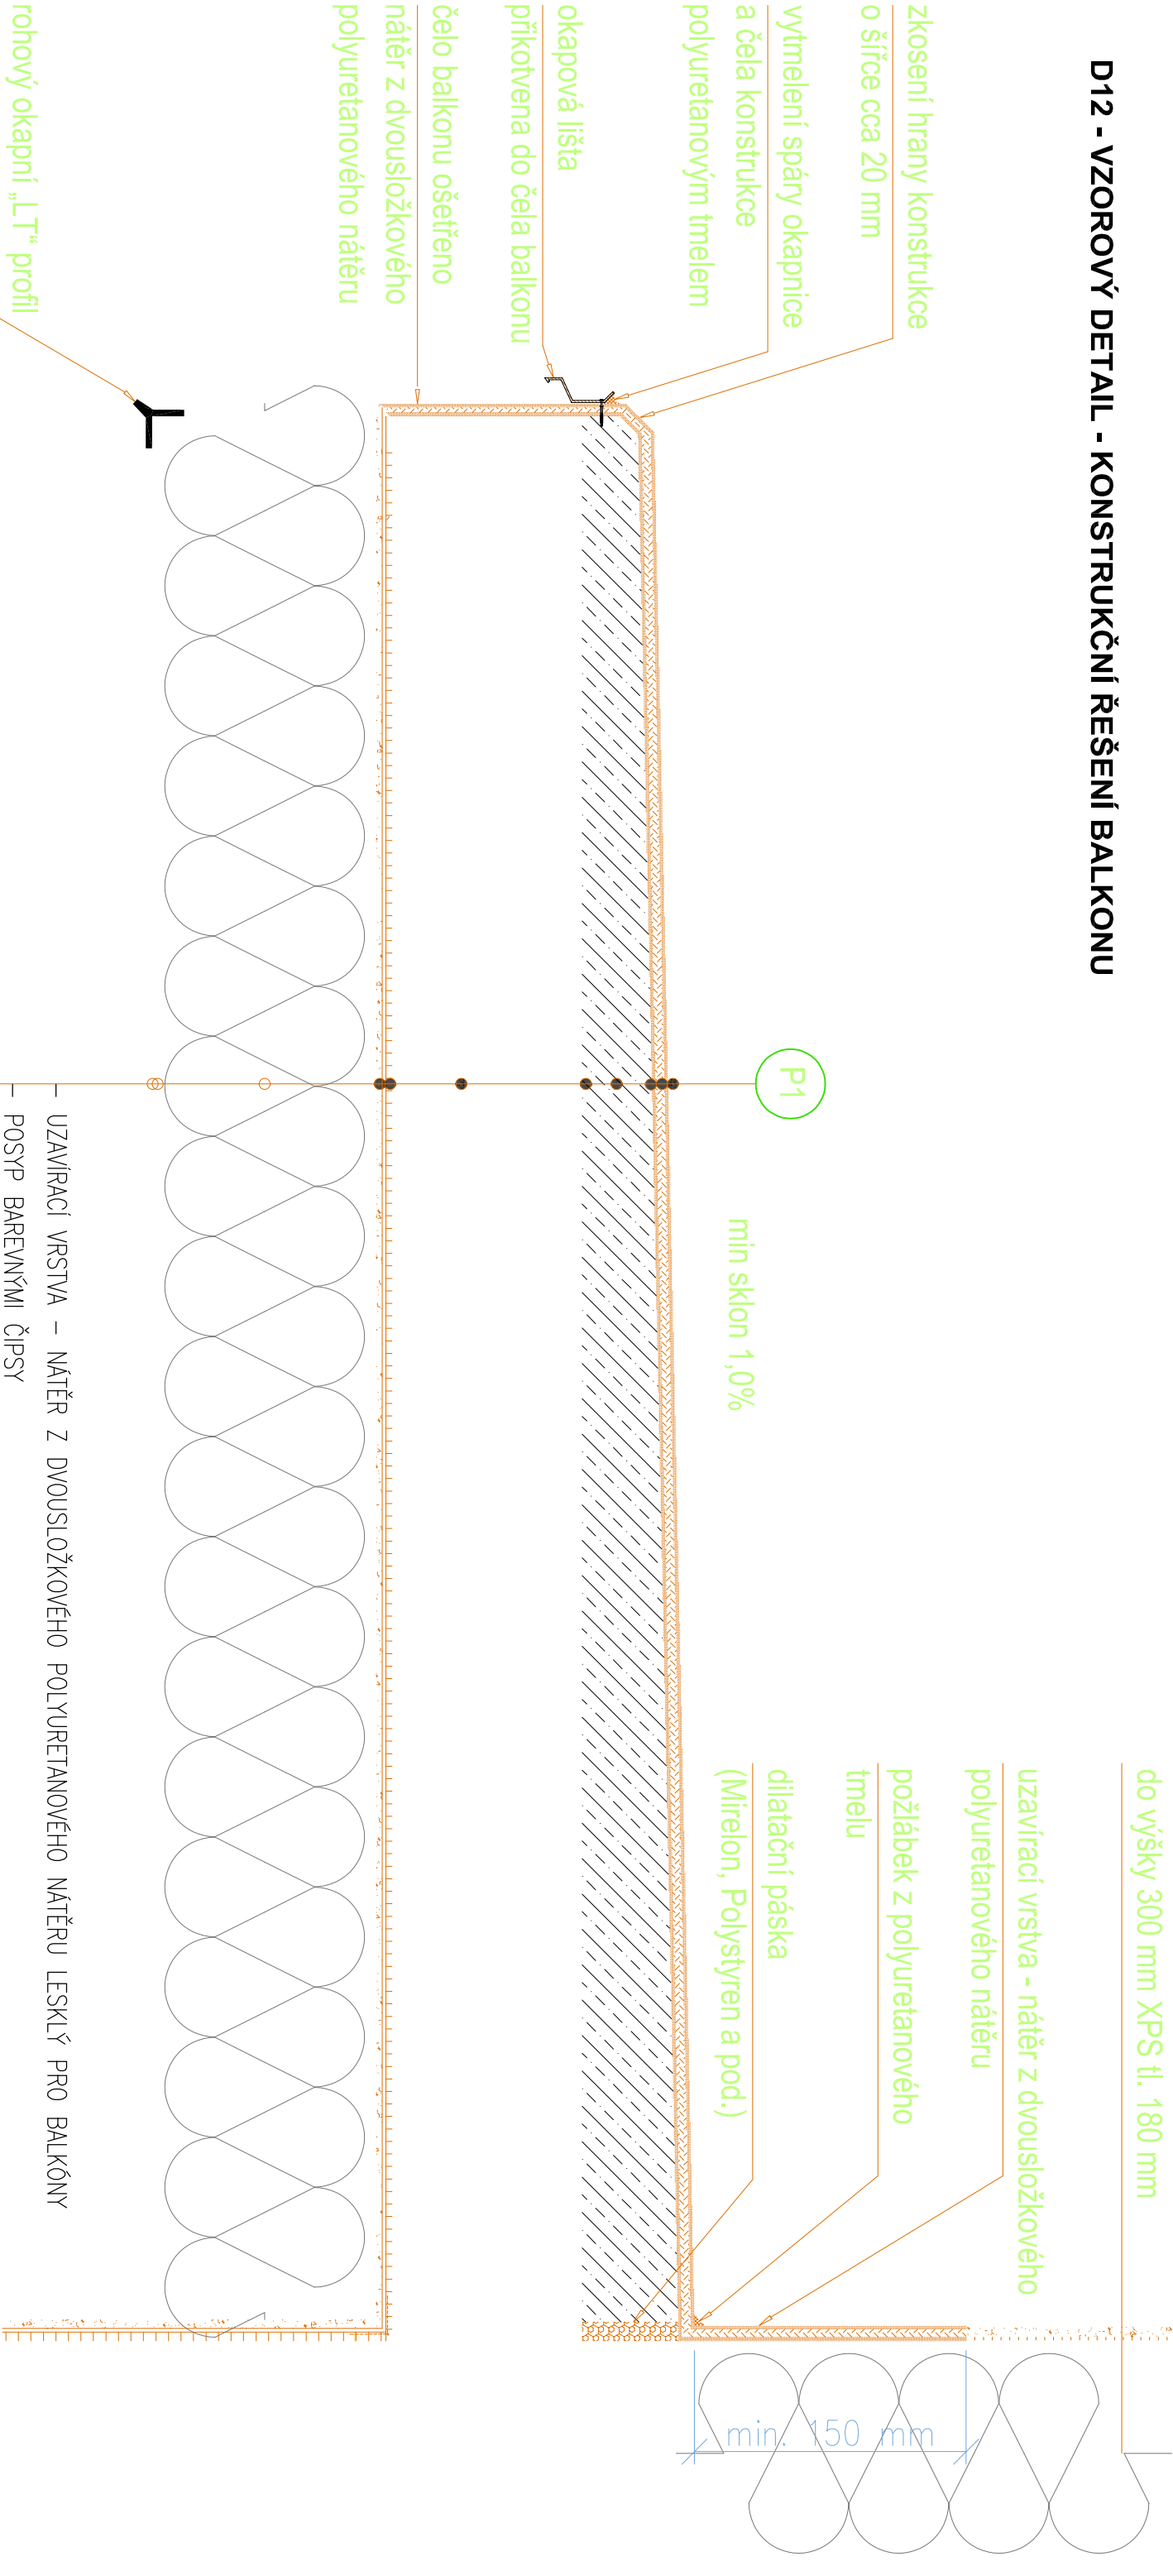 D12 - VZOROVÝ DETAIL - KONSTRUKČNÍ ŘEŠENÍ BALKONU
zkosení hrany konstrukce
o šířce cca 20 mm
vytmelení spáry okapnice
a čela konstrukce
polyuretanovým tmelem
okapová lišta
přikotvena do čela balkonu
čelo balkonu ošetřeno
nátěr z dvousložkového
polyuretanového nátěru
rohový okapní „LT“ profil
P1
min sklon 1,0%
do výšky 300 mm XPS tl. 180 mm
uzavírací vrstva - nátěr z dvousložkového
polyuretanového nátěru
požlábek z polyuretanového
tmelu
dilatační páska
(Mirelon, Polystyren a pod.)
min. 150 mm
– UZAVÍRACÍ VRSTVA – NÁTĚR Z DVOUSLOŽKOVÉHO POLYURETANOVÉHO NÁTĚRU LESKLÝ PRO BALKÓNY
– POSYP BAREVNÝMI ČIPSY